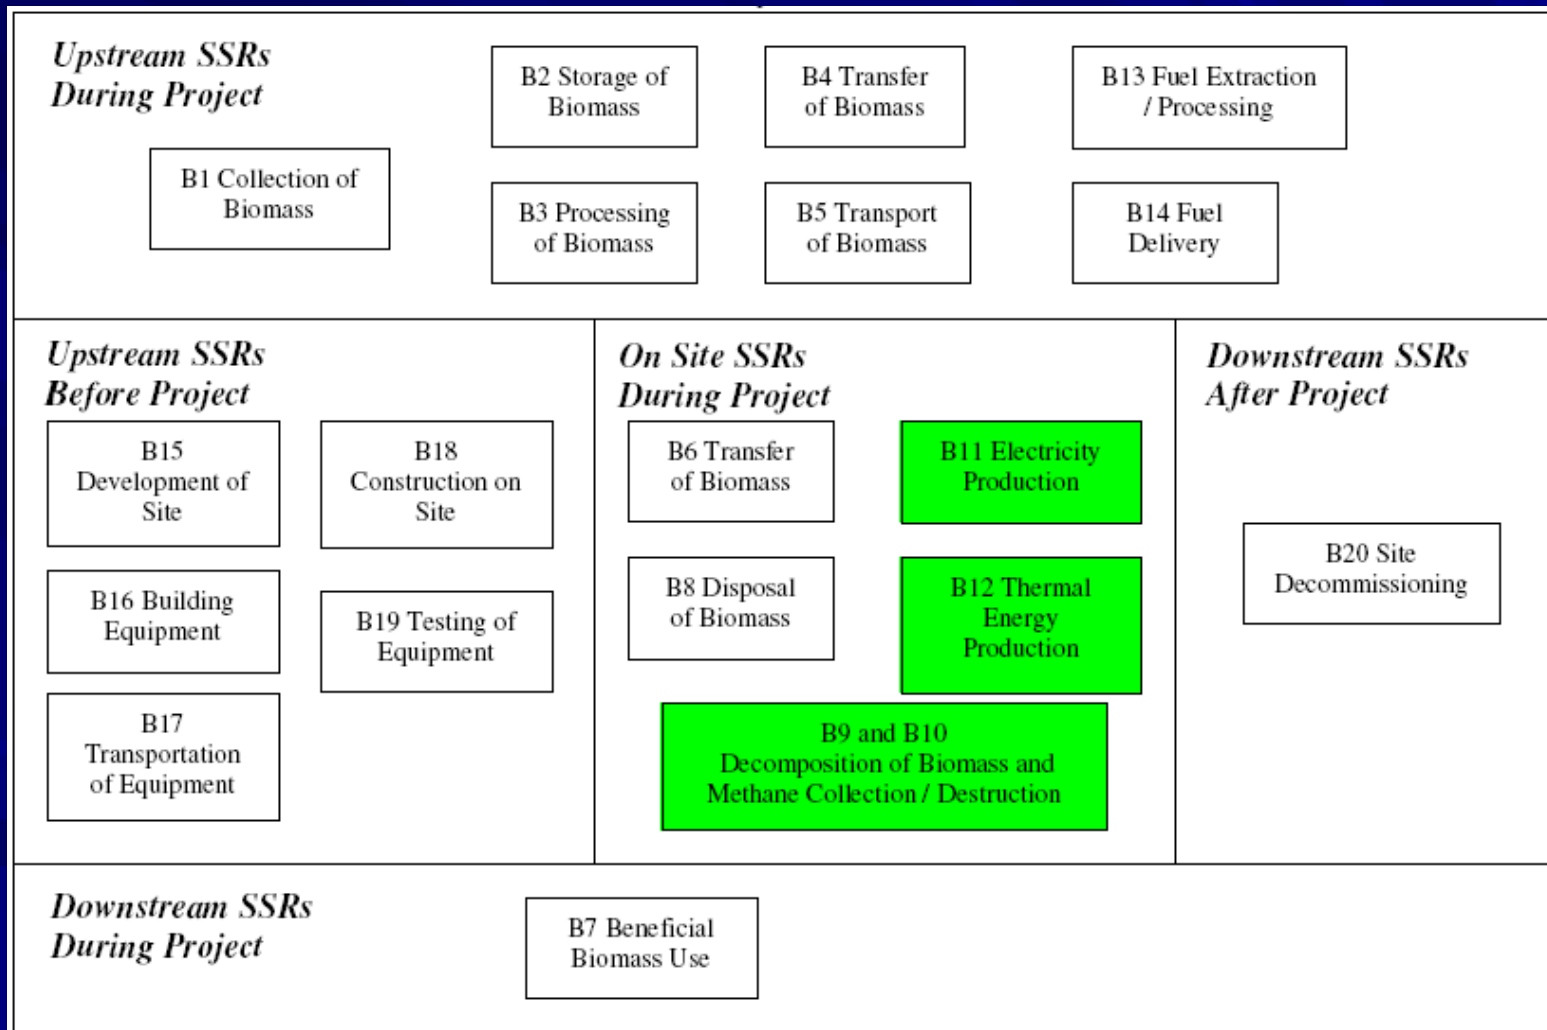 Upstream SSRs
During Project
B1 Collection of
Biomass
B2 Storage of
Biomass
B3 Processing
of Biomass
B4 Transfer
of Biomass
B5 Transport
of Biomass
B13 Fuel Extraction
/ Processing
B14 Fuel
Delivery
Upstream SSRs
Before Project
B15
Development of
Site
B16 Building
Equipment
B17
Transportation
of Equipment
B18
Construction on
Site
B19 Testing of
Equipment
On Site SSRs
During Project
B6 Transfer
of Biomass
B8 Disposal
of Biomass
B11 Electricity
Production
B12 Thermal
Energy
Production
B9 and B10
Decomposition of Biomass and
Methane Collection / Destruction
Downstream SSRs
After Project
B20 Site
Decommissioning
Downstream SSRs
During Project
B7 Beneficial
Biomass Use